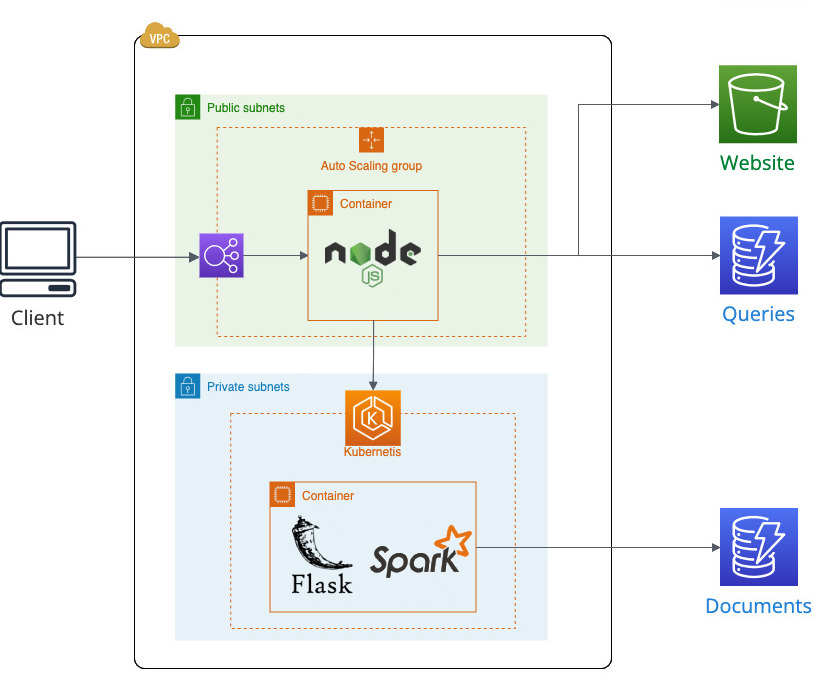 VPC
Public subnets
Auto Scaling group
Container
node
JS
Website
Client
Queries
Private subnets
Kubernetis
Container
Flask
Spark
Documents